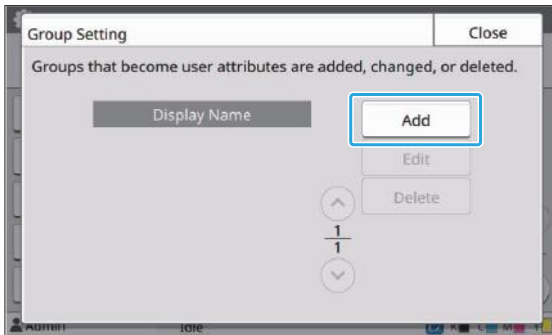 Group Setting
Close
Groups that become user attributes are added, changed, or deleted.
Display Name
Add
Edit
Delete
1
1
Admin
Idle
K
C
M
Y